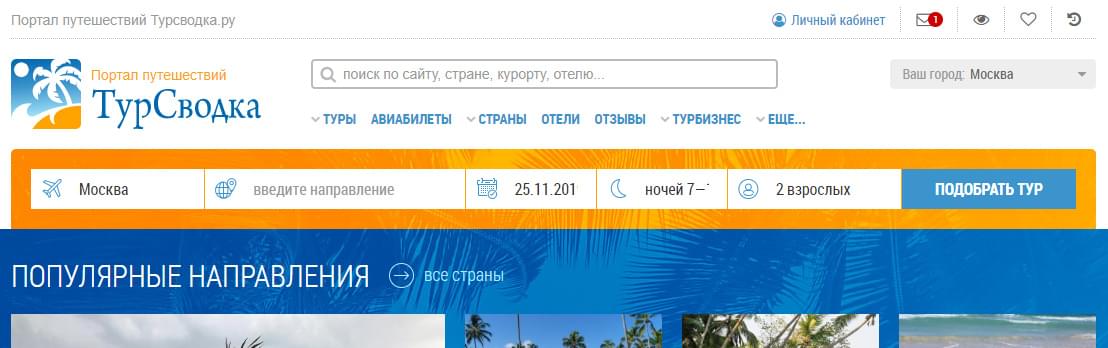 Портал путешествий Турсводка.ру
Личный кабинет
1
Портал путешествий
ТурСводка
поиск по сайту, стране, курорту, отелю...
Ваш город: Москва
ТУРЫ АВИАБИЛЕТЫ СТРАНЫ ОТЕЛИ ОТЗЫВЫ ТУРБИЗНЕС ЕЩЕ...
Москва
введите направление
25.11.201
ночей 7–
2 взрослых
ПОДОБРАТЬ ТУР
ПОПУЛЯРНЫЕ НАПРАВЛЕНИЯ
все страны